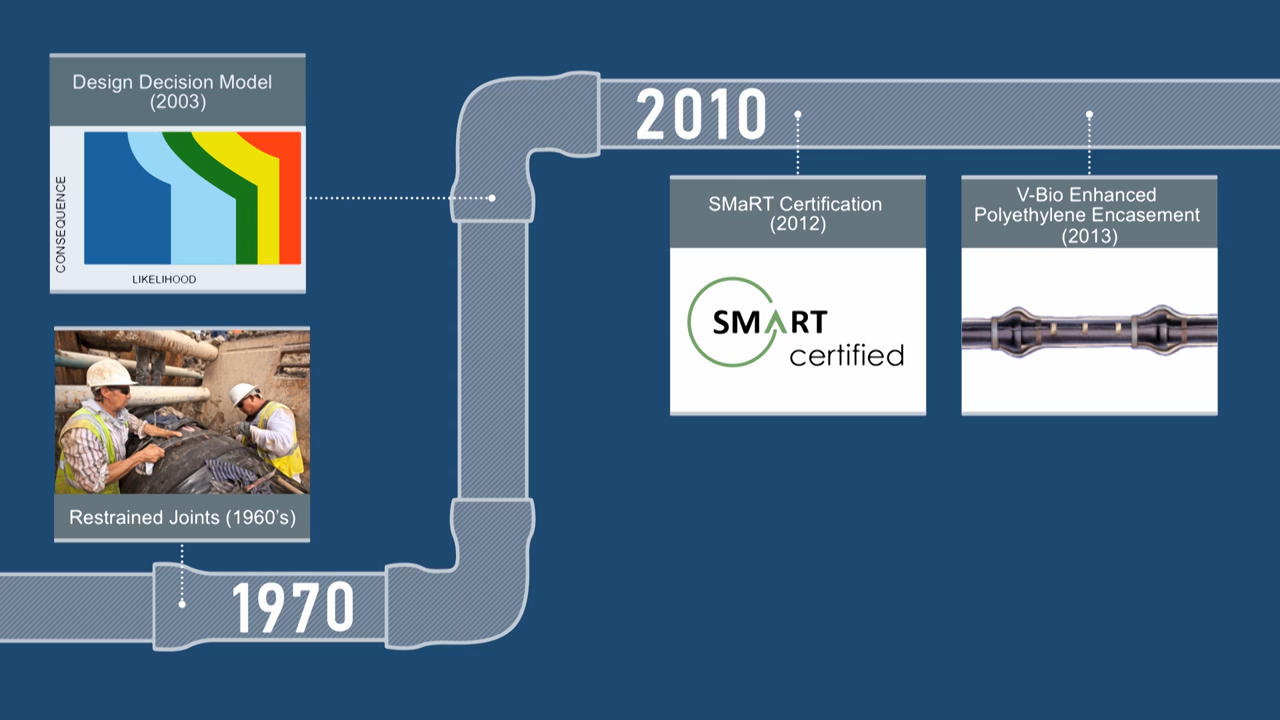 Design Decision Model
(2003)
CONSEQUENCE
LIKELIHOOD
Restrained Joints (1960's)
1970
2010
SMaRT Certification
(2012)
SMART
certified
V-Bio Enhanced
Polyethylene Encasement
(2013)